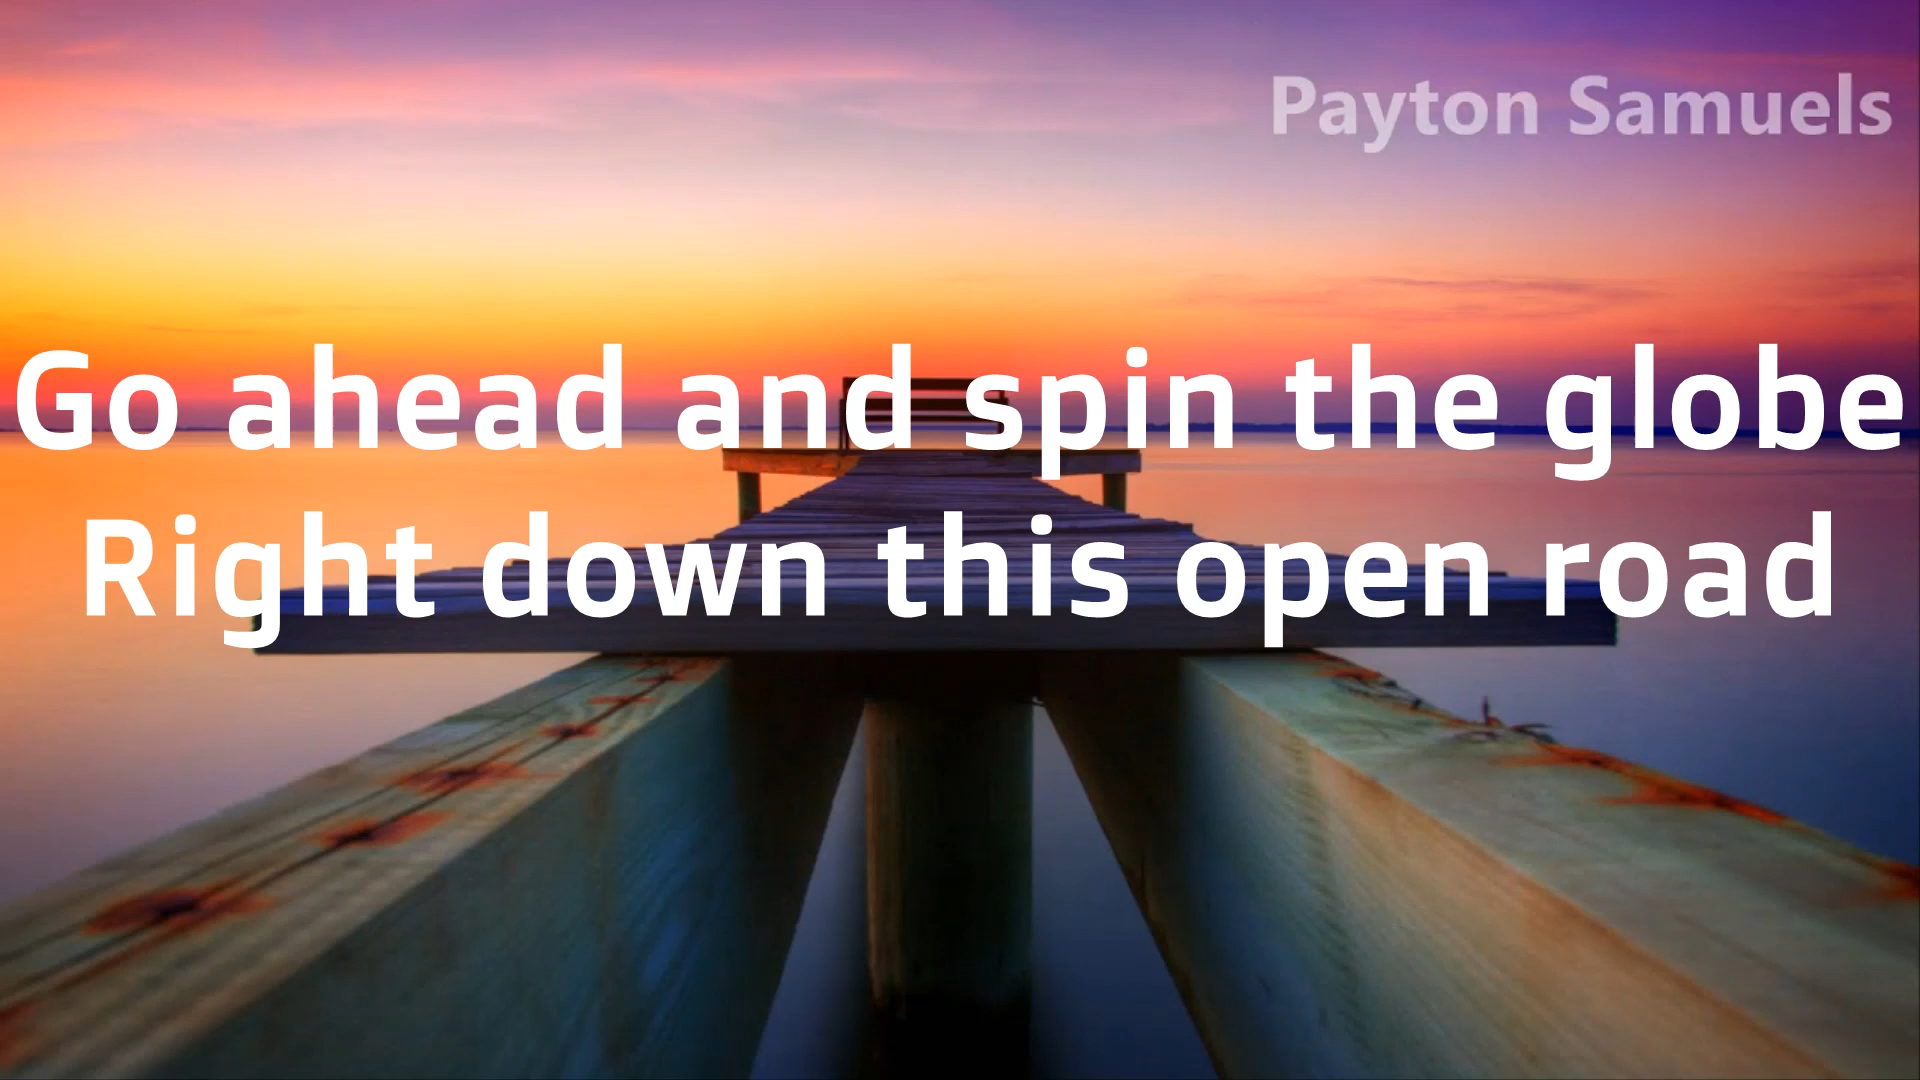 Payton Samuels
Go ahead and spin the globe
Right down this open road